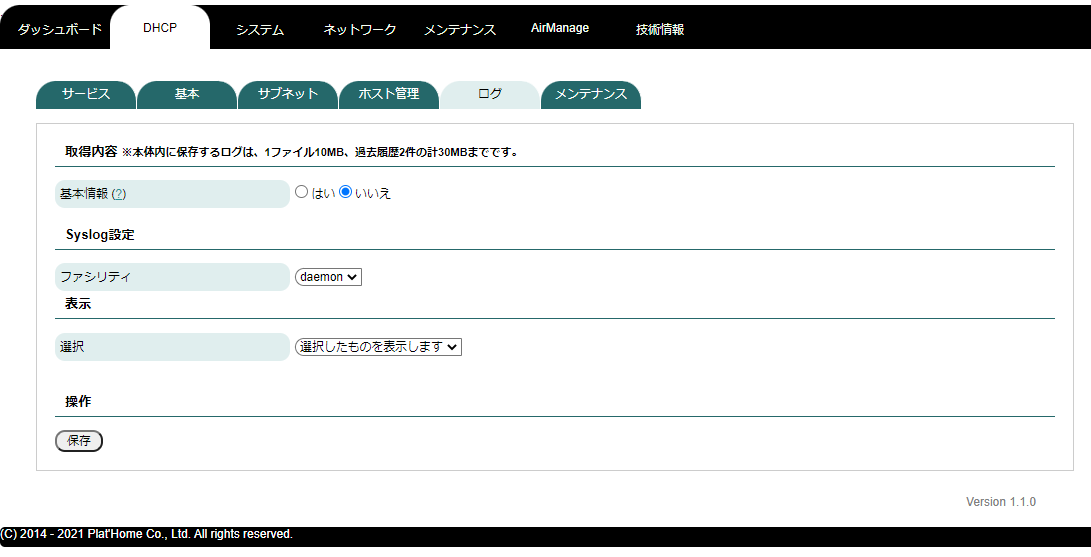 ダッシュボード DHCP システム ネットワーク メンテナンス AirManage 技術情報
サービス 基本 サブネット ホスト管理 ログ メンテナンス
取得内容 ※本体内に保存するログは、1ファイル10MB、過去履歴2件の計30MBまでです。
基本情報 (?) はい いいえ
Syslog設定
ファシリティ daemon
表示
選択 選択したものを表示します
操作
保存
Version 1.1.0
(C) 2014 - 2021 Plat'Home Co., Ltd. All rights reserved.